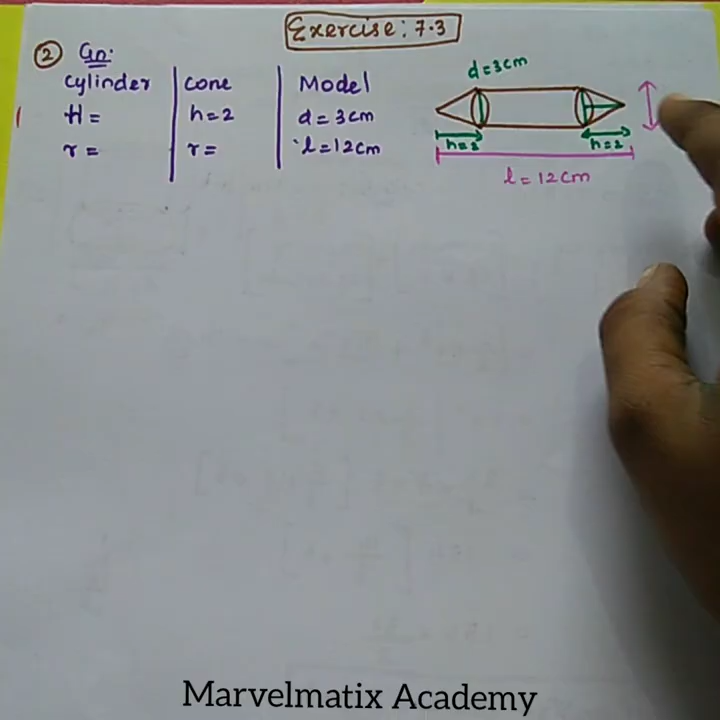 Exercise: 7.3
② Gn:
Cylinder Cone Model
H = h = 2 d = 3cm
r = r = l = 12cm
d = 3cm
h = 2 h = 2
l = 12cm
Marvelmatix Academy